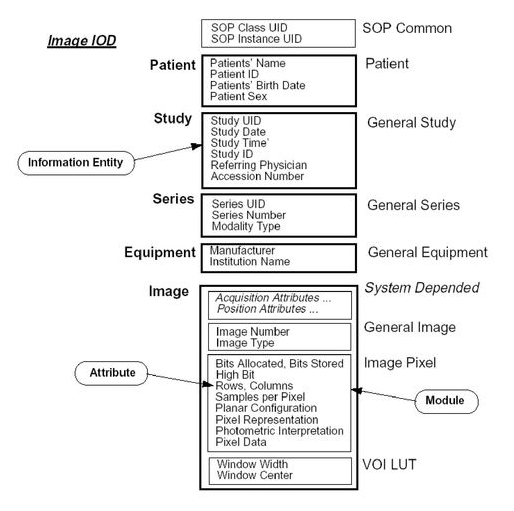 Image IOD
SOP Class UID
SOP Instance UID
SOP Common
Patient
Patients' Name
Patient ID
Patients' Birth Date
Patient Sex
Patient
Study
Study UID
Study Date
Study Time`
Study ID
Referring Physician
Accession Number
General Study
Information Entity
Series
Series UID
Series Number
Modality Type
General Series
Equipment
Manufacturer
Institution Name
General Equipment
Image
System Depended
Acquisition Attributes ...
Position Attributes ...
Image Number
Image Type
General Image
Bits Allocated, Bits Stored
High Bit
Rows, Columns
Samples per Pixel
Planar Configuration
Pixel Representation
Photometric Interpretation
Pixel Data
Image Pixel
Attribute
Module
Window Width
Window Center
VOI LUT